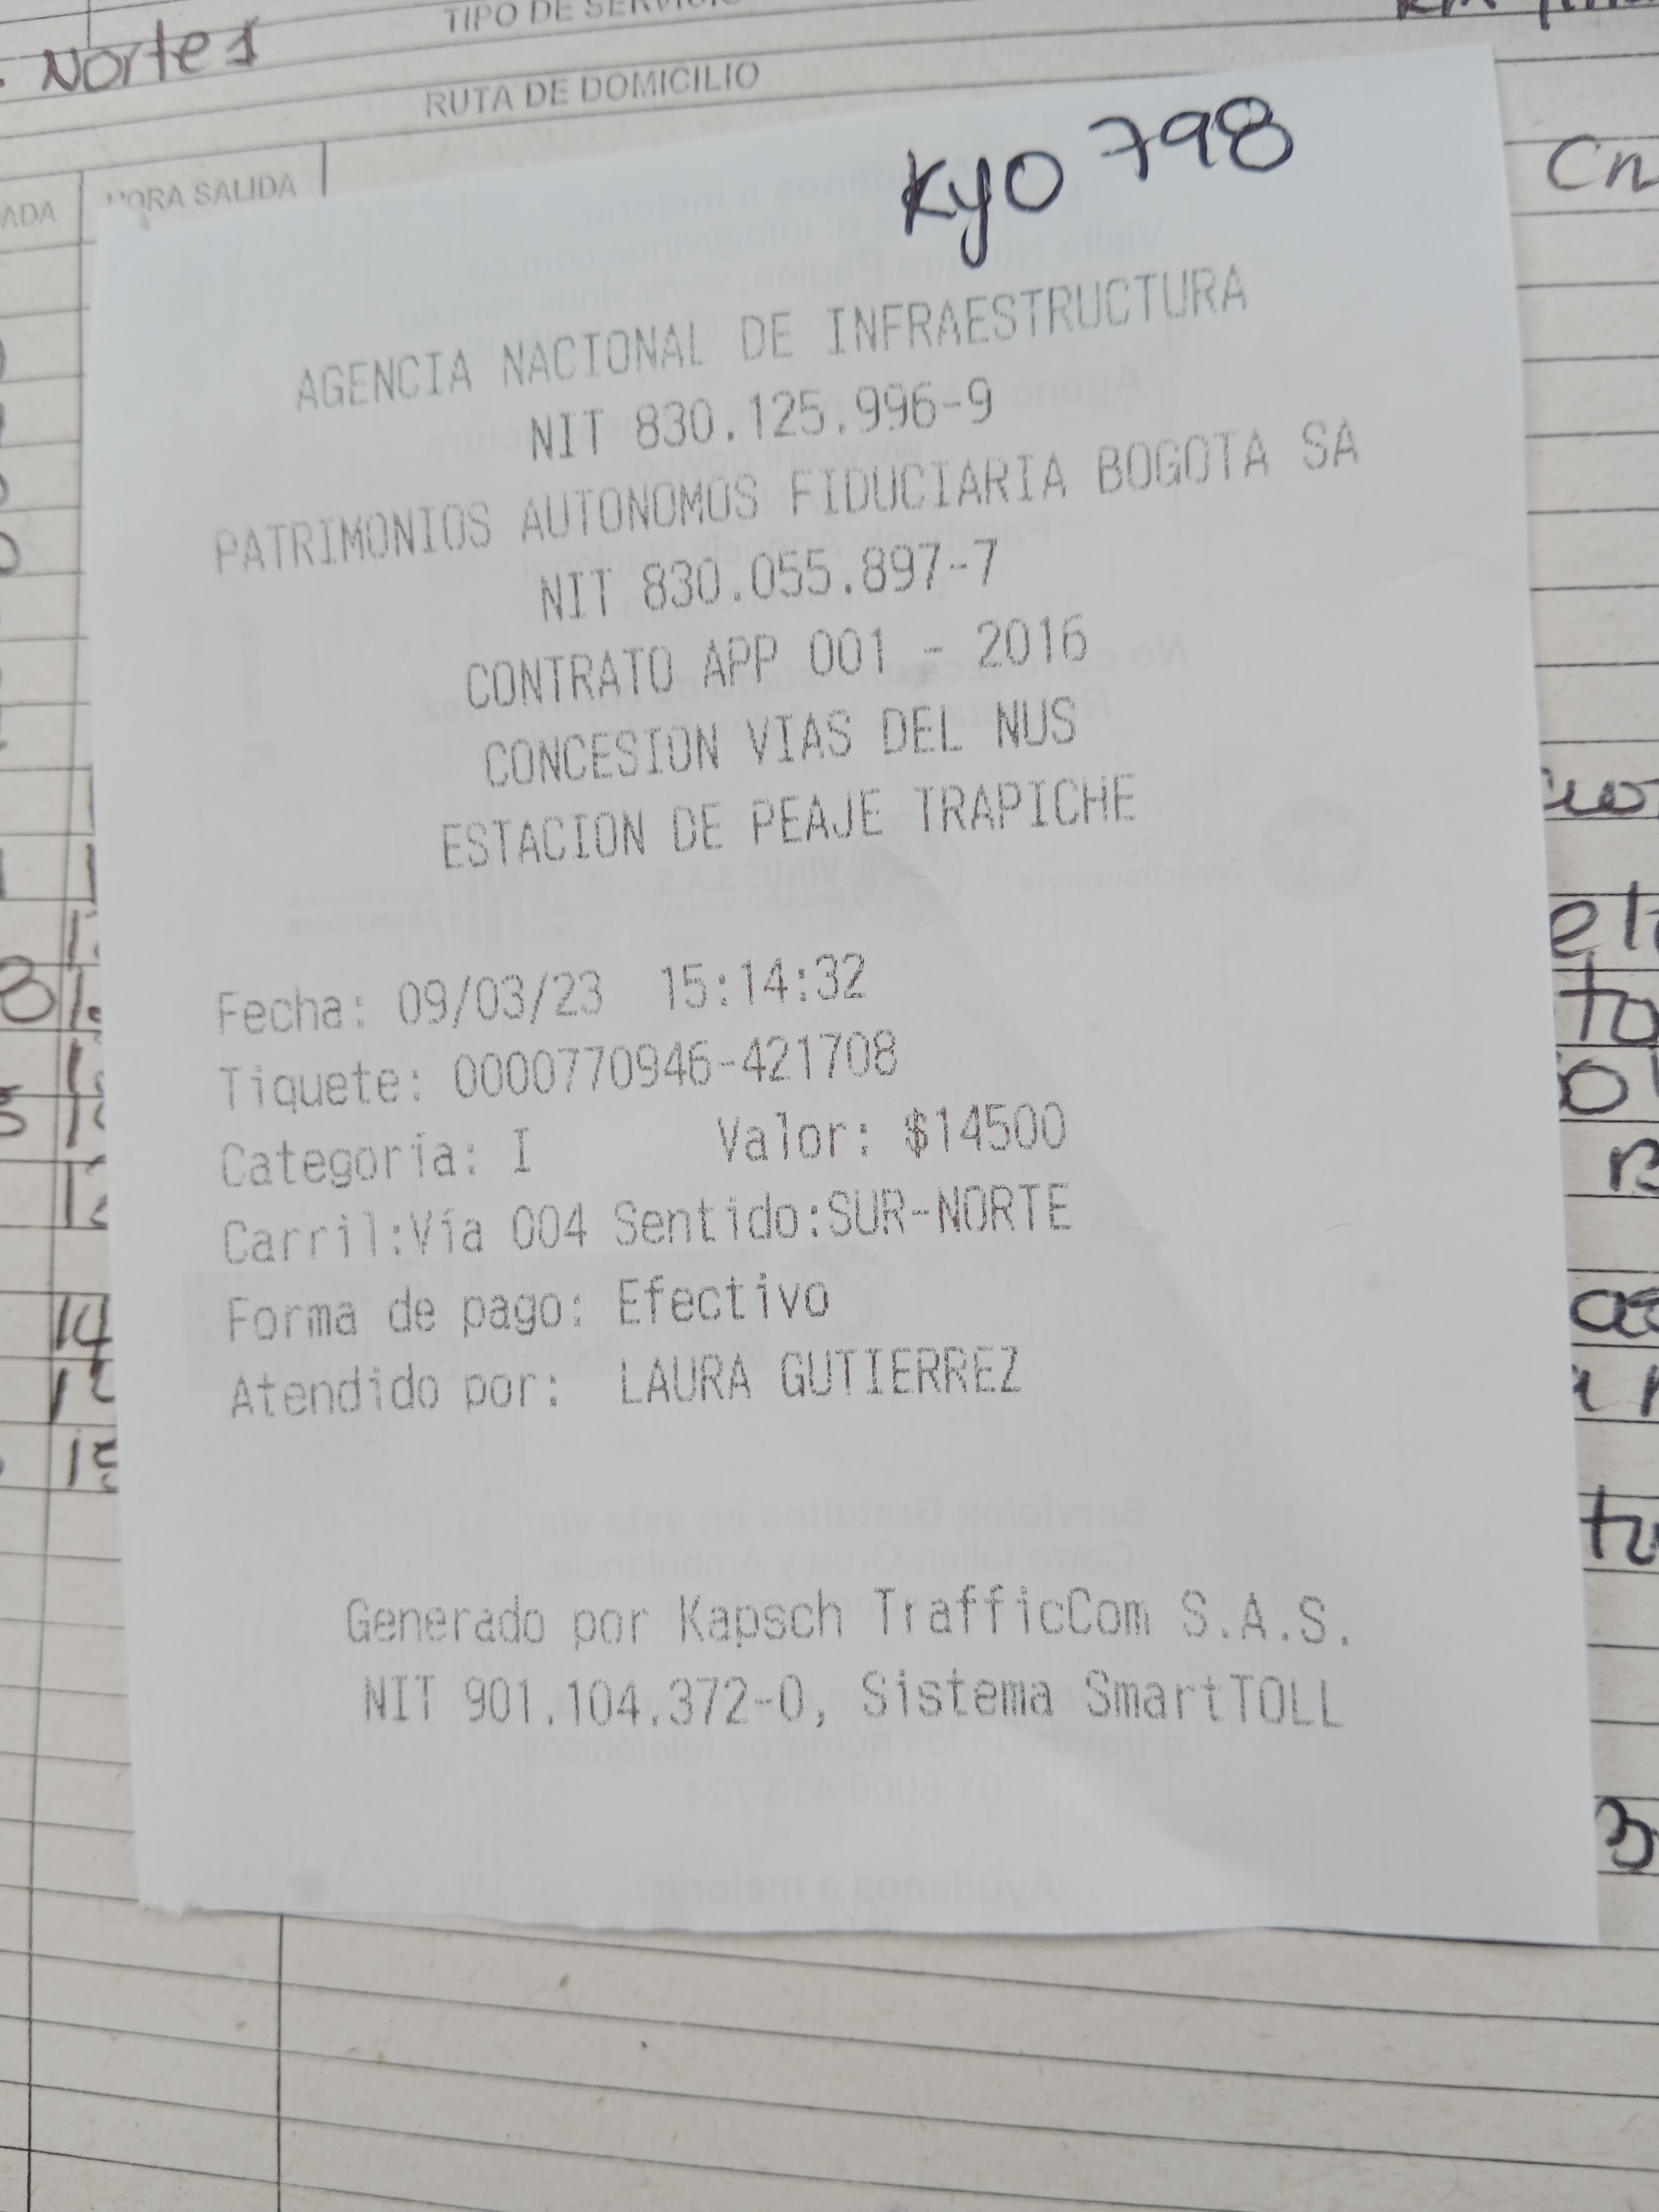 TIPO DE SERVICIO
Nortes
RUTA DE DOMICILIO
HORA SALIDA
KYO 798
AGENCIA NACIONAL DE INFRAESTRUCTURA
NIT 830.125.996-9
PATRIMONIOS AUTONOMOS FIDUCIARIA BOGOTA SA
NIT 830.055.897-7
CONTRATO APP 001 - 2016
CONCESION VIAS DEL NUS
ESTACION DE PEAJE TRAPICHE
Fecha: 09/03/23 15:14:32
Tiquete: 0000770946-421708
Categoría: I Valor: $14500
Carril:Vía 004 Sentido:SUR-NORTE
Forma de pago: Efectivo
Atendido por: LAURA GUTIERREZ
Generado por Kapsch TrafficCom S.A.S.
NIT 901.104.372-0, Sistema SmartTOLL